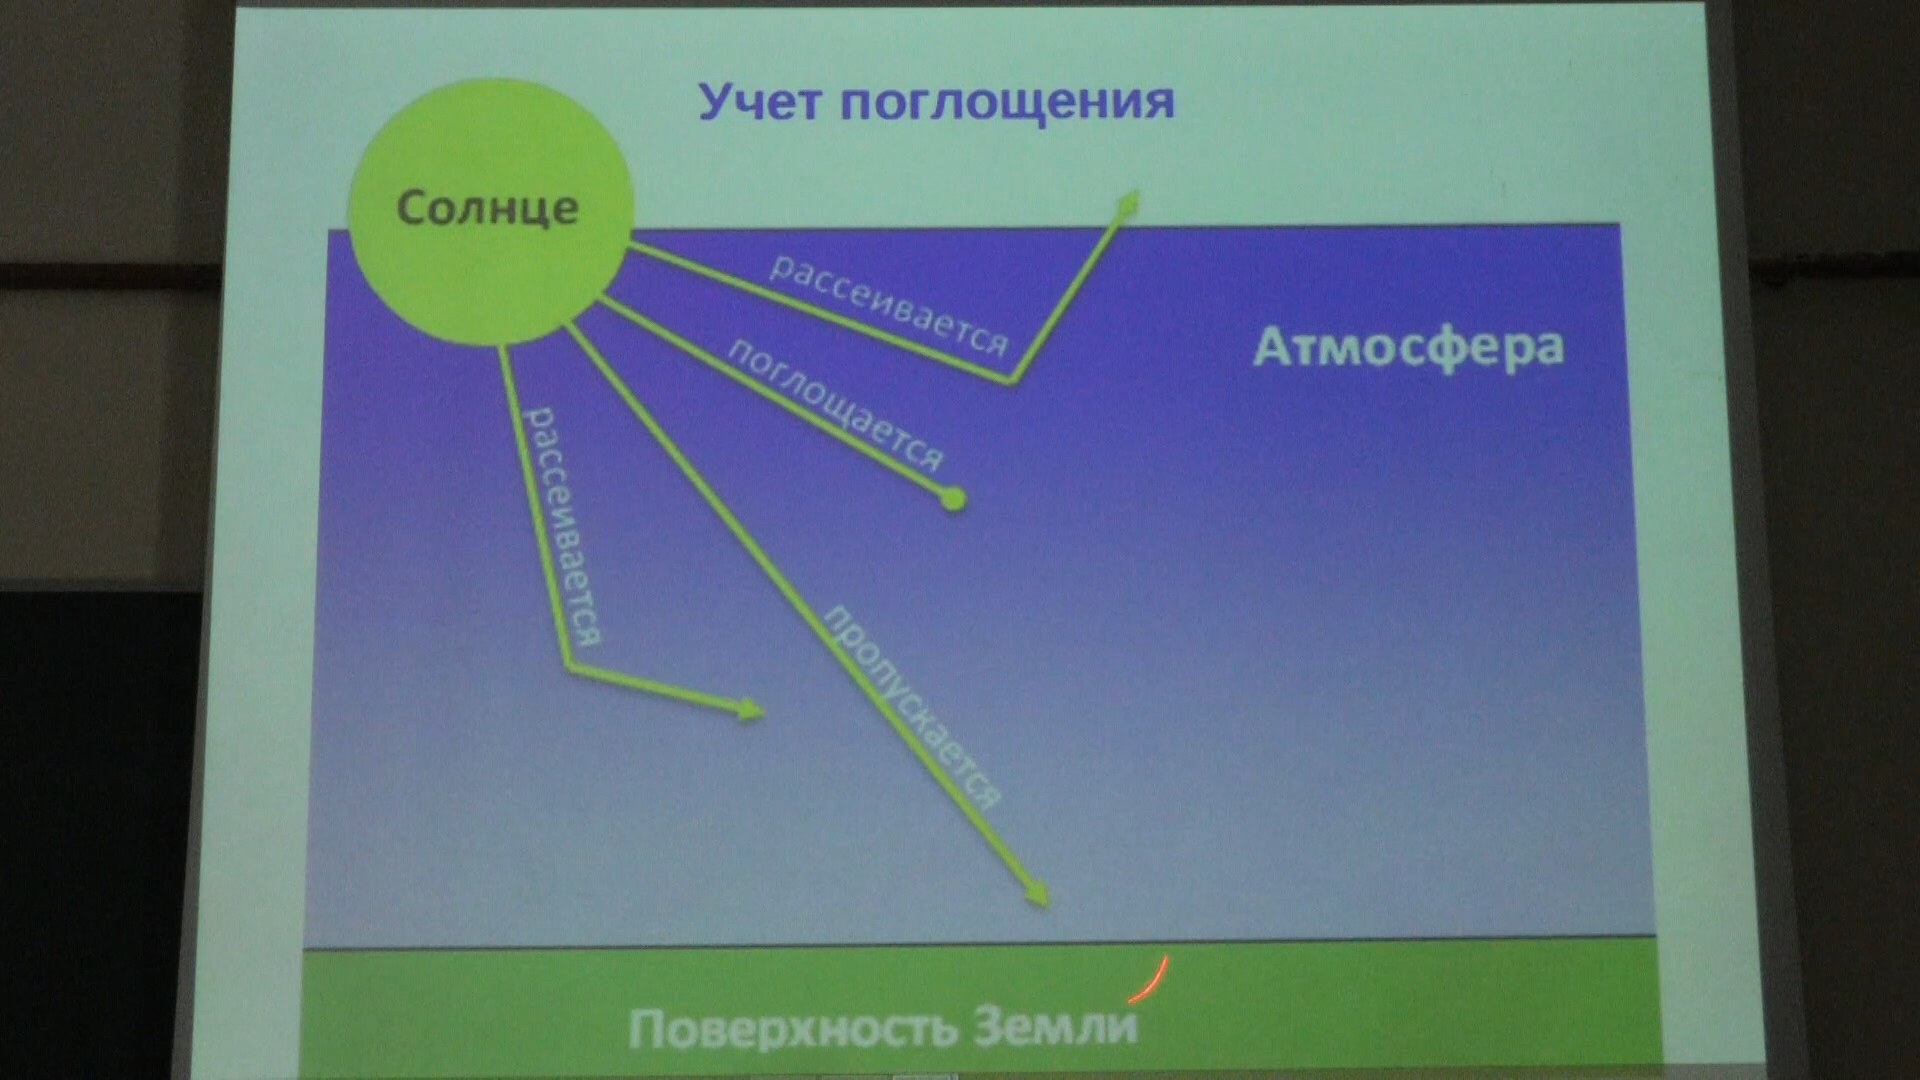 Учет поглощения
Солнце
рассеивается
Атмосфера
поглощается
рассеивается
пропускается
Поверхность Земли